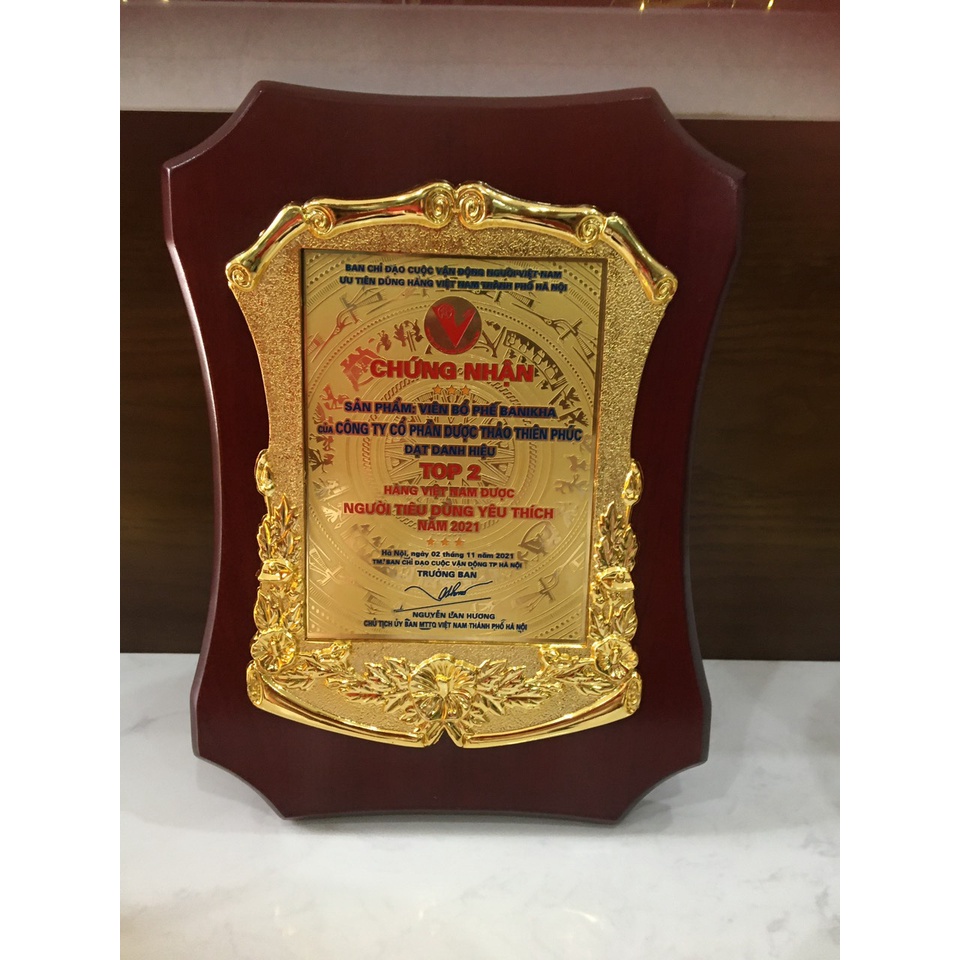 BAN CHỈ ĐẠO CUỘC VẬN ĐỘNG NGƯỜI VIỆT NAM
ƯU TIÊN DÙNG HÀNG VIỆT NAM THÀNH PHỐ HÀ NỘI
CHỨNG NHẬN
SẢN PHẨM: VIÊN BỔ PHẾ BANIKHA
CỦA CÔNG TY CỔ PHẦN DƯỢC THẢO THIÊN PHÚC
ĐẠT DANH HIỆU
TOP 2
HÀNG VIỆT NAM ĐƯỢC
NGƯỜI TIÊU DÙNG YÊU THÍCH
NĂM 2021
Hà Nội, ngày 02 tháng 11 năm 2021
TM. BAN CHỈ ĐẠO CUỘC VẬN ĐỘNG TP HÀ NỘI
TRƯỞNG BAN
NGUYỄN LAN HƯƠNG
CHỦ TỊCH ỦY BAN MTTQ VIỆT NAM THÀNH PHỐ HÀ NỘI